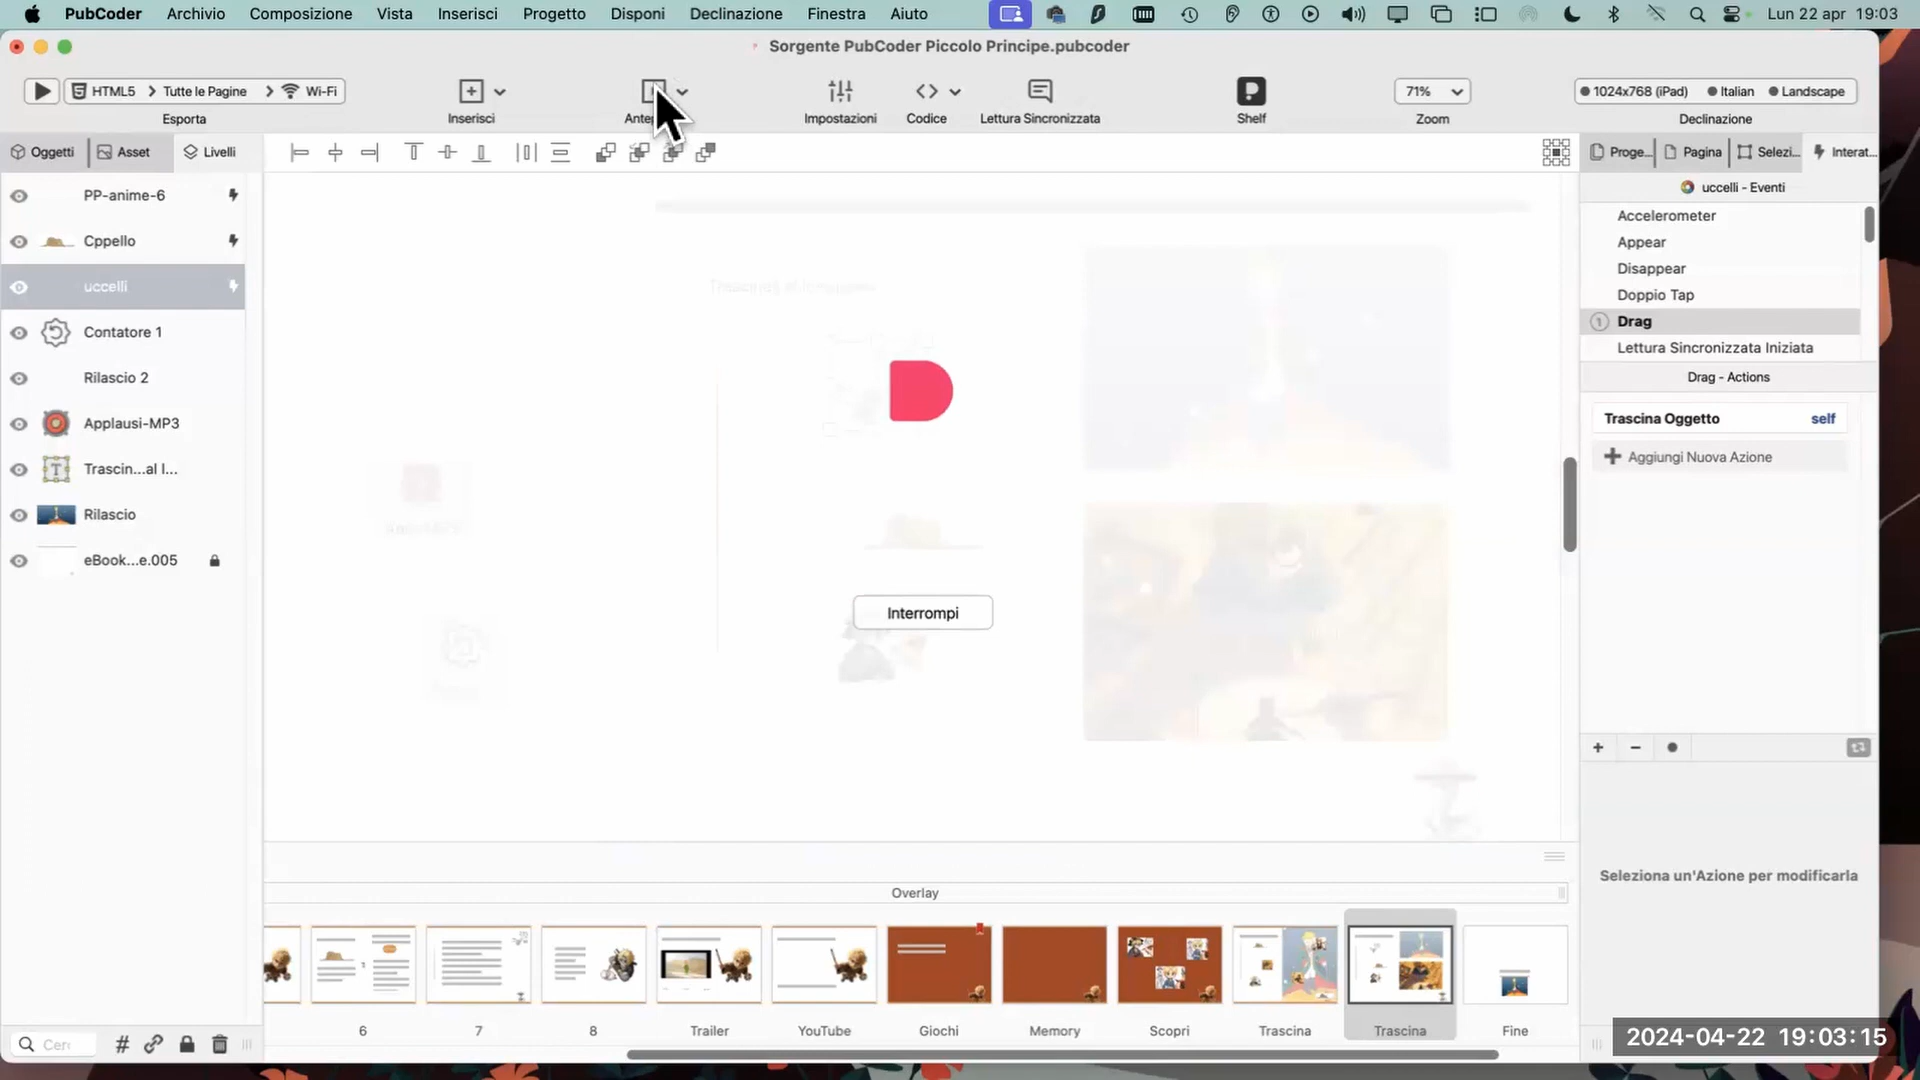 PubCoder Archivio Composizione Vista Inserisci Progetto Disponi Declinazione Finestra Aiuto Lun 22 apr 19:03
Sorgente PubCoder Piccolo Principe.pubcoder
HTML5 Tutte le Pagine Wi-Fi
71%
1024x768 (iPad) Italian Landscape
Esporta
Inserisci
Impostazioni
Codice
Lettura Sincronizzata
Shelf
Zoom
Declinazione
Oggetti Asset Livelli
Proge... Pagina Selezi... Interat...
PP-anime-6
Cppello
uccelli
Contatore 1
Rilascio 2
Applausi-MP3
Trascin...al l...
Rilascio
eBook...e.005
Interrompi
uccelli - Eventi
Accelerometer
Appear
Disappear
Doppio Tap
1 Drag
Lettura Sincronizzata Iniziata
Drag - Actions
Trascina Oggetto self
Aggiungi Nuova Azione
Seleziona un'Azione per modificarla
Overlay
6 7 8 Trailer YouTube Giochi Memory Scopri Trascina Trascina Fine
Cerc
2024-04-22 19:03:15